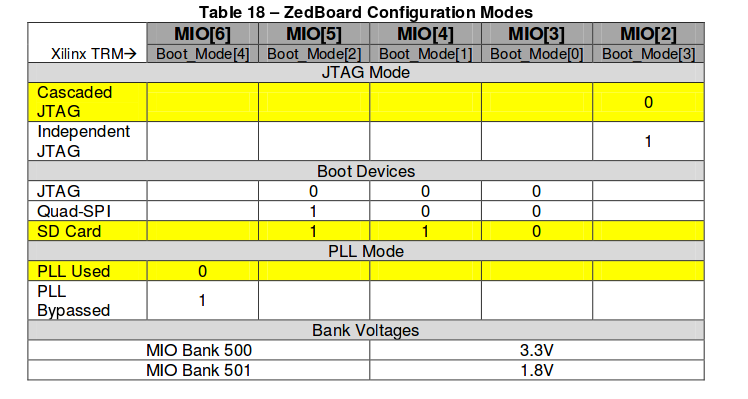 Table 18 – ZedBoard Configuration Modes
MIO[6] MIO[5] MIO[4] MIO[3] MIO[2]
Xilinx TRM→ Boot_Mode[4] Boot_Mode[2] Boot_Mode[1] Boot_Mode[0] Boot_Mode[3]
JTAG Mode
Cascaded
JTAG 0
Independent
JTAG 1
Boot Devices
JTAG 0 0 0
Quad-SPI 1 0 0
SD Card 1 1 0
PLL Mode
PLL Used 0
PLL
Bypassed 1
Bank Voltages
MIO Bank 500 3.3V
MIO Bank 501 1.8V